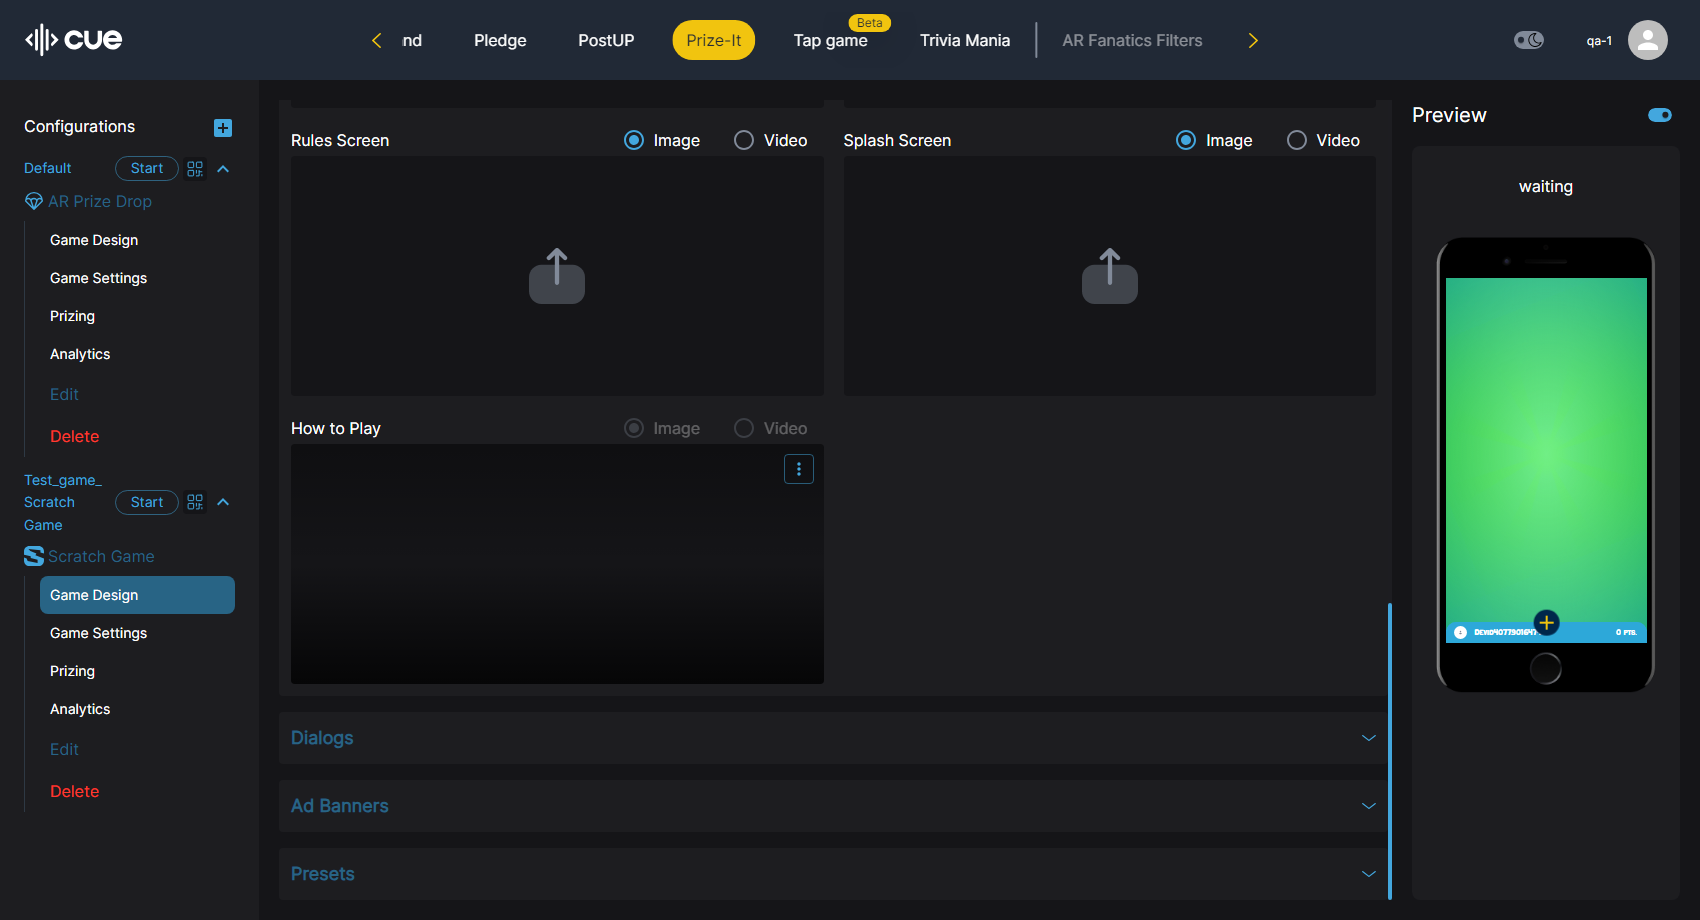 cue
nd
Pledge
PostUP
Prize-It
Beta
Tap game
Trivia Mania
AR Fanatics Filters
qa-1
Configurations
Default
Start
AR Prize Drop
Game Design
Game Settings
Prizing
Analytics
Edit
Delete
Test_game_
Scratch
Game
Start
Scratch Game
Game Design
Game Settings
Prizing
Analytics
Edit
Delete
Rules Screen
Image
Video
Splash Screen
Image
Video
How to Play
Image
Video
Dialogs
Ad Banners
Presets
Preview
waiting
0 PTS.